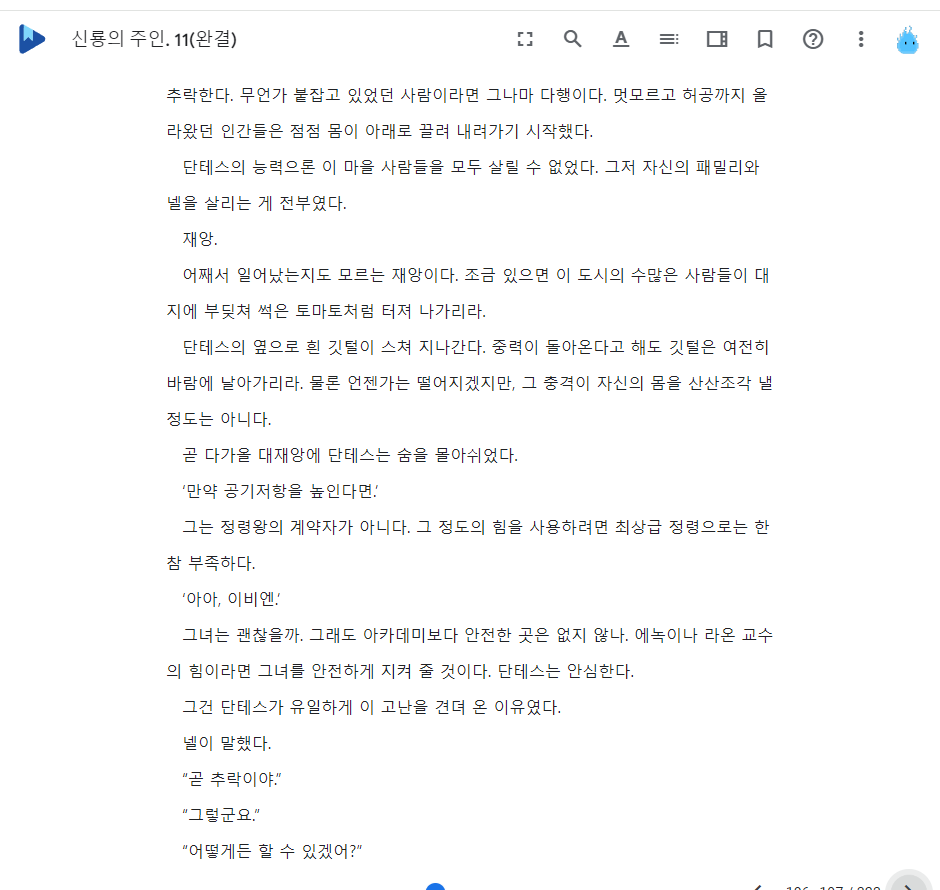 신룡의 주인. 11(완결)
추락한다. 무언가 붙잡고 있었던 사람이라면 그나마 다행이다. 멋모르고 허공까지 올
라왔던 인간들은 점점 몸이 아래로 끌려 내려가기 시작했다.
단테스의 능력으론 이 마을 사람들을 모두 살릴 수 없었다. 그저 자신의 패밀리와
넬을 살리는 게 전부였다.
재앙.
어째서 일어났는지도 모르는 재앙이다. 조금 있으면 이 도시의 수많은 사람들이 대
지에 부딪쳐 썩은 토마토처럼 터져 나가리라.
단테스의 옆으로 흰 깃털이 스쳐 지나간다. 중력이 돌아온다고 해도 깃털은 여전히
바람에 날아가리라. 물론 언젠가는 떨어지겠지만, 그 충격이 자신의 몸을 산산조각 낼
정도는 아니다.
곧 다가올 대재앙에 단테스는 숨을 몰아쉬었다.
‘만약 공기저항을 높인다면.’
그는 정령왕의 계약자가 아니다. 그 정도의 힘을 사용하려면 최상급 정령으로는 한
참 부족하다.
‘아아, 이비엔.’
그녀는 괜찮을까. 그래도 아카데미보다 안전한 곳은 없지 않나. 에녹이나 라온 교수
의 힘이라면 그녀를 안전하게 지켜 줄 것이다. 단테스는 안심한다.
그건 단테스가 유일하게 이 고난을 견뎌 온 이유였다.
넬이 말했다.
“곧 추락이야.”
“그렇군요.”
“어떻게든 할 수 있겠어?”